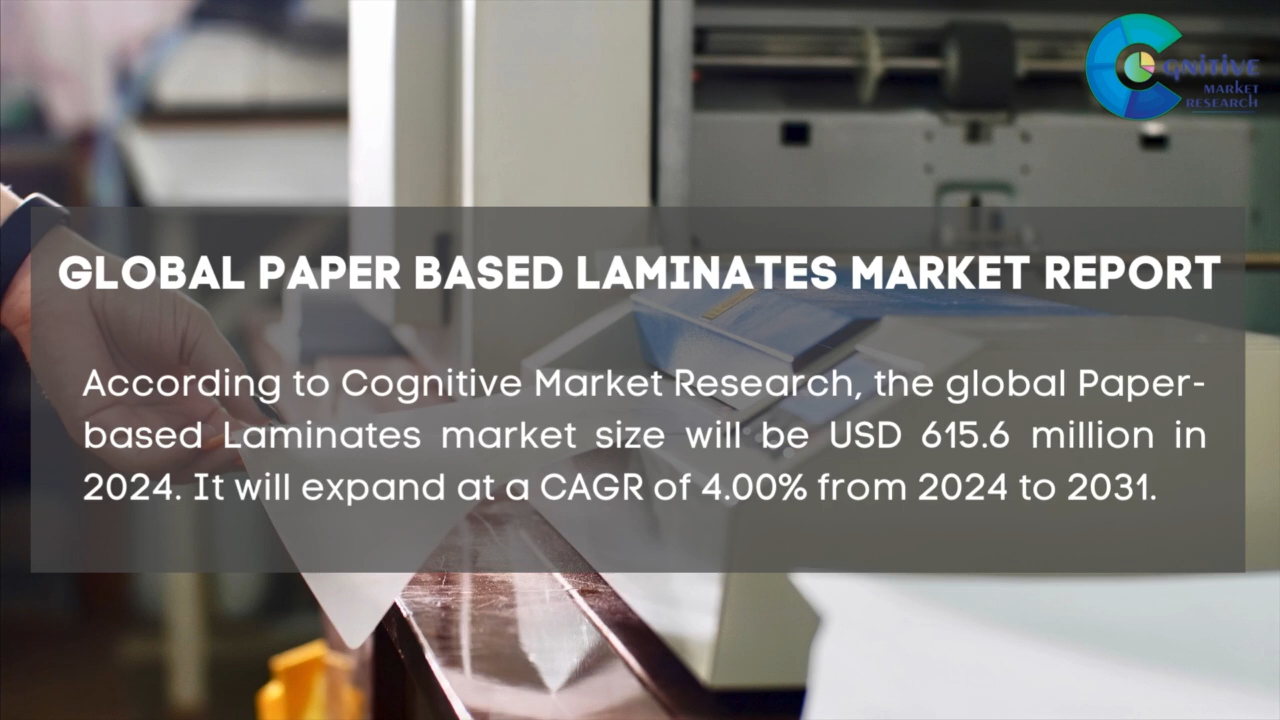 GNITIVE
MARKET
RESEARCH
GLOBAL PAPER BASED LAMINATES MARKET REPORT
According to Cognitive Market Research, the global Paper-
based Laminates market size will be USD 615.6 million in
2024. It will expand at a CAGR of 4.00% from 2024 to 2031.